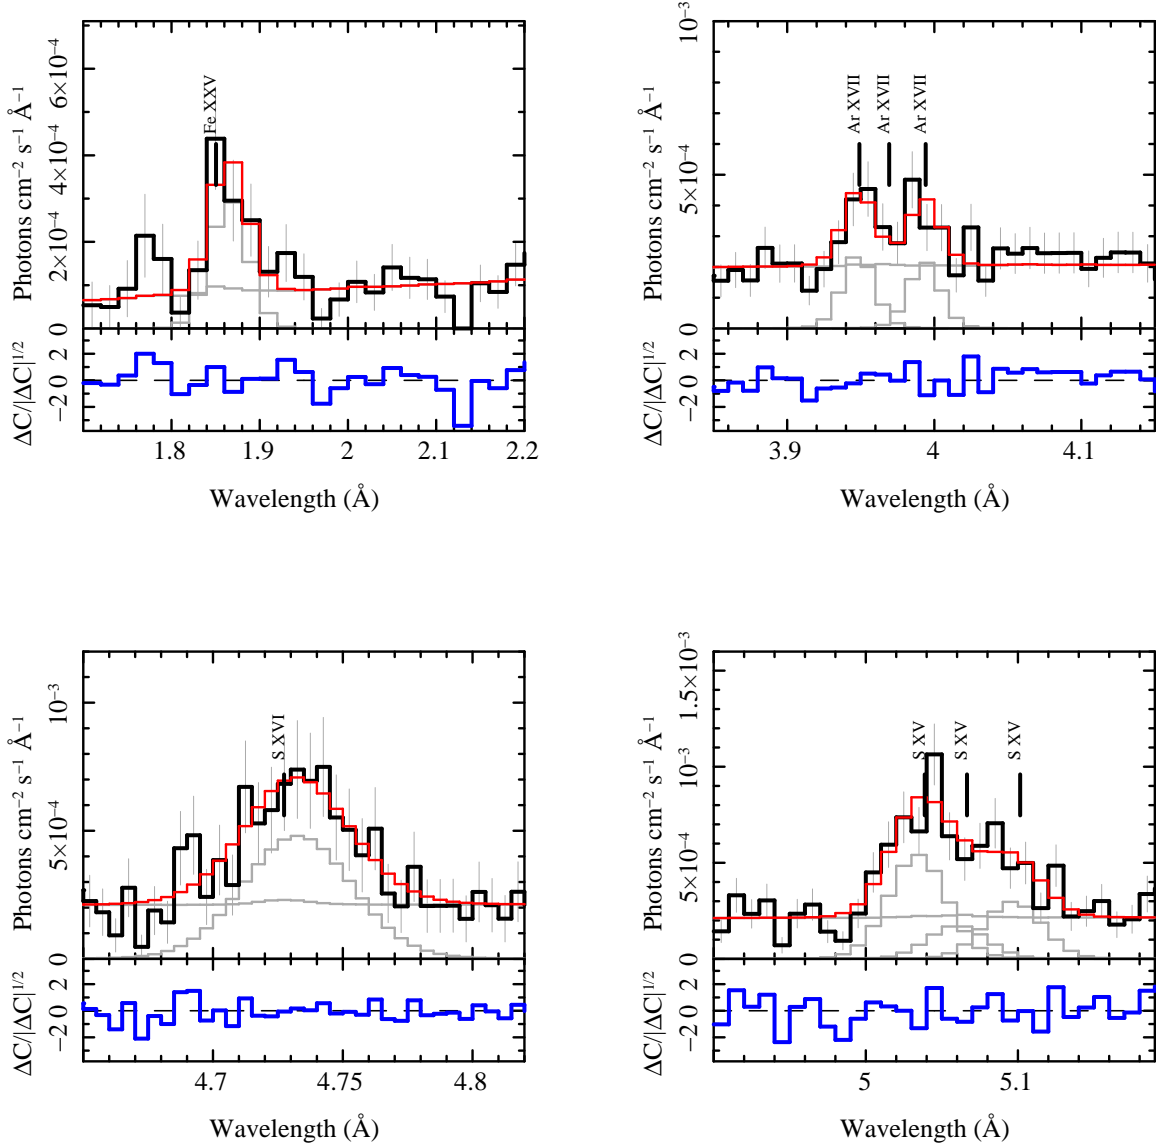 Photons cm⁻² s⁻¹ Å⁻¹
0 2×10⁻⁴ 4×10⁻⁴ 6×10⁻⁴
Fe XXV
ΔC/|ΔC|^1/2
−2 0 2
1.8 1.9 2 2.1 2.2
Wavelength (Å)
Photons cm⁻² s⁻¹ Å⁻¹
0 5×10⁻⁴ 10⁻³
Ar XVII
Ar XVII
Ar XVII
ΔC/|ΔC|^1/2
−2 0 2
3.9 4 4.1
Wavelength (Å)
Photons cm⁻² s⁻¹ Å⁻¹
0 5×10⁻⁴ 10⁻³
S XVI
ΔC/|ΔC|^1/2
−2 0 2
4.7 4.75 4.8
Wavelength (Å)
Photons cm⁻² s⁻¹ Å⁻¹
0 5×10⁻⁴ 10⁻³ 1.5×10⁻³
S XV
S XV
S XV
ΔC/|ΔC|^1/2
−2 0 2
5 5.1
Wavelength (Å)